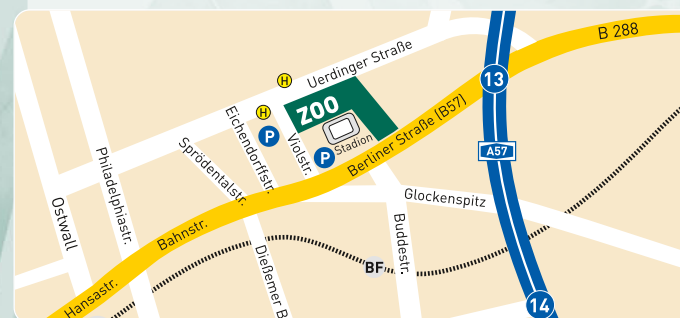 B 288
Uerdinger Straße
13
H
ZOO
H
P
Stadion
P
Violstr.
Eichendorffstr.
Sprödentalstr.
Philadelphiastr.
Ostwall
Berliner Straße (B57)
A57
Glockenspitz
Buddestr.
Bahnstr.
Dießemer B
BF
Hansastr.
14